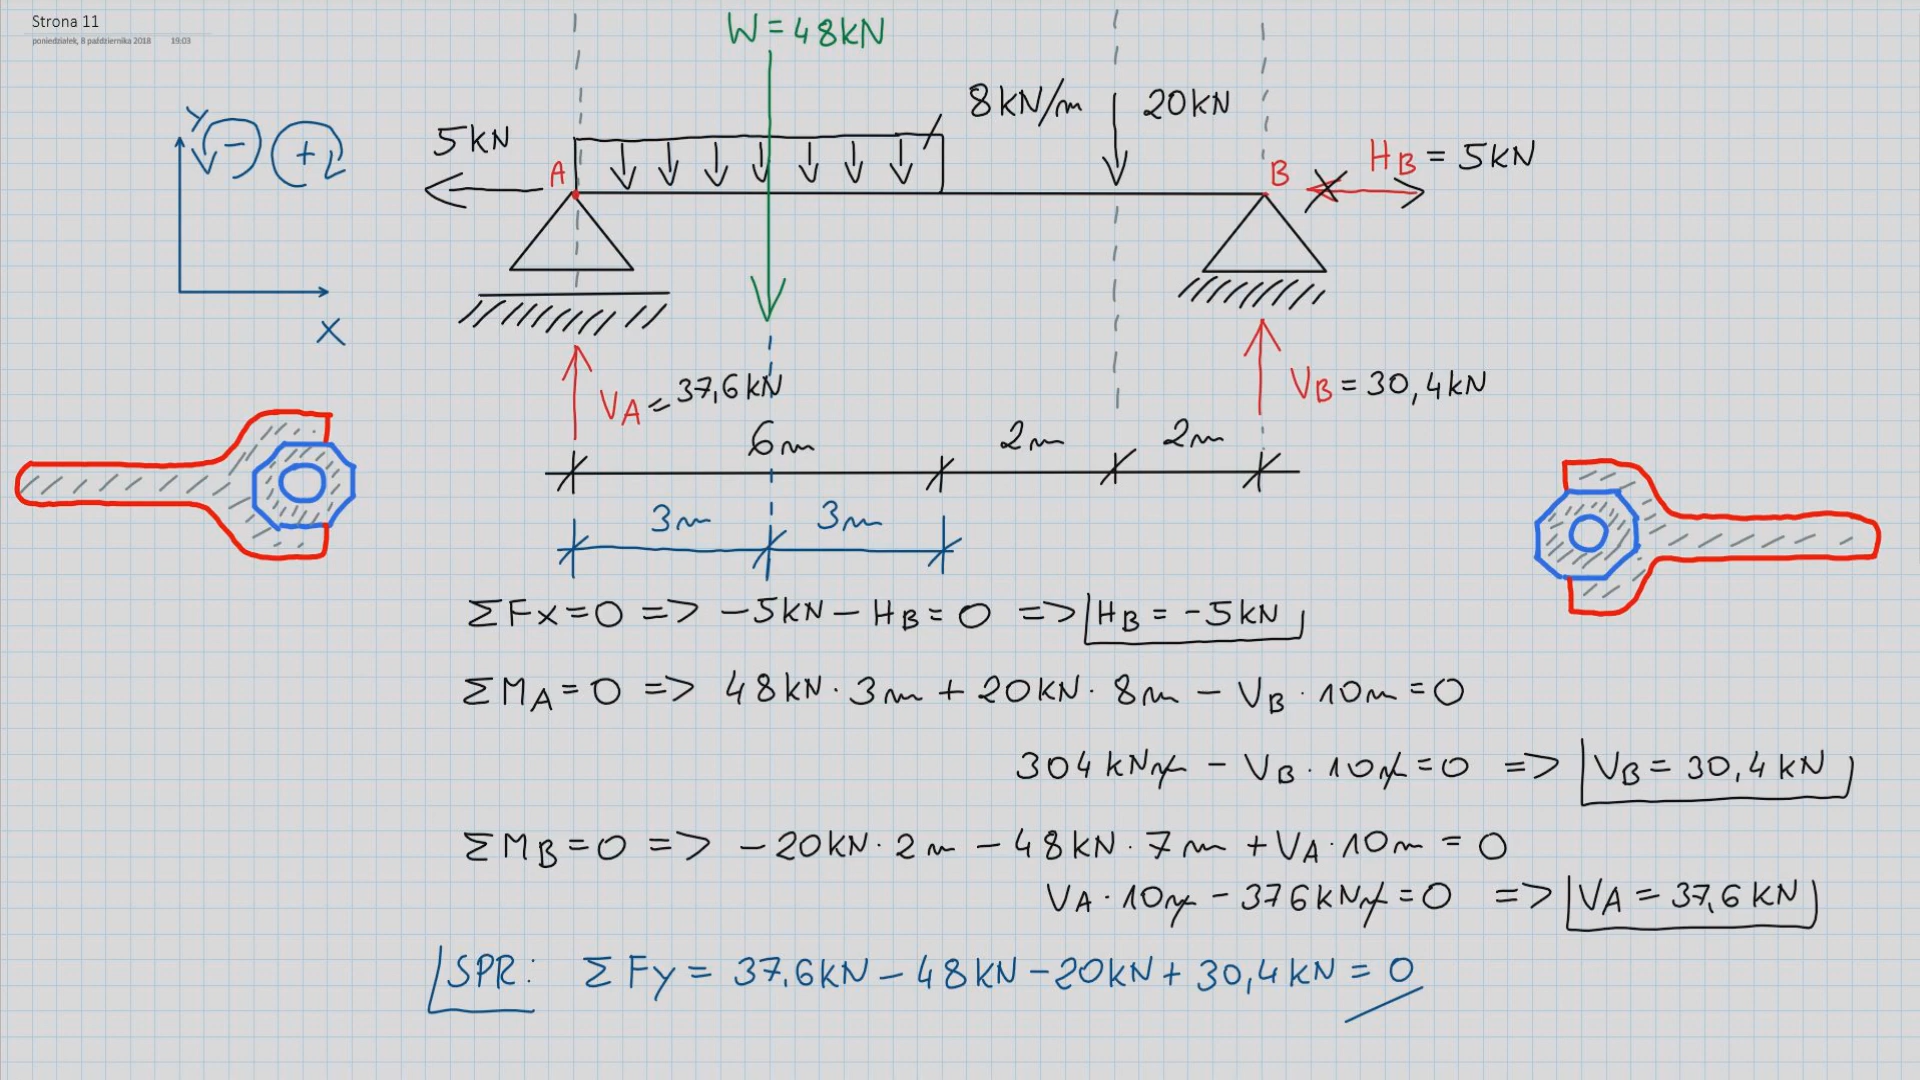 Strona 11
poniedziałek, 8 października 2018 19:03
W = 48kN
8kN/m
20kN
5kN
Y
-
+
A
B
HB = 5kN
X
VA = 37,6kN
VB = 30,4kN
6m
2m
2m
3m
3m
ΣFx=0 => -5kN - HB = 0 => HB = -5kN
ΣMA=0 => 48kN·3m + 20kN·8m - VB·10m = 0
304kNm - VB·10m = 0 => VB = 30,4kN
ΣMB=0 => -20kN·2m - 48kN·7m + VA·10m = 0
VA·10m - 376kNm = 0 => VA = 37,6kN
SPR: ΣFy = 37,6kN - 48kN - 20kN + 30,4kN = 0